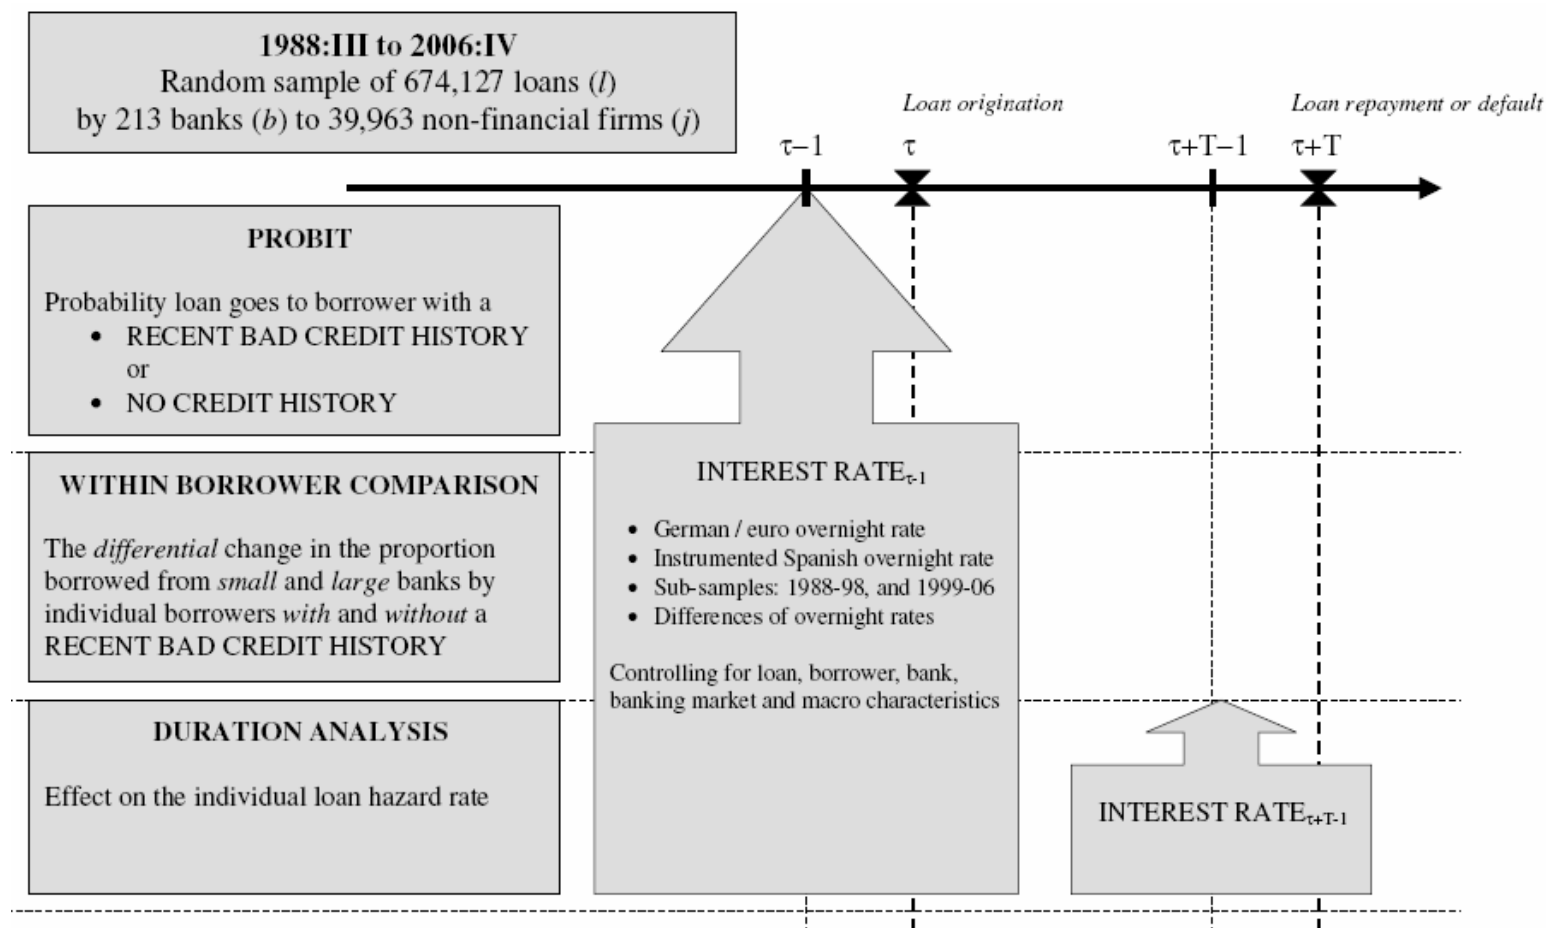 1988:III to 2006:IV
Random sample of 674,127 loans (l)
by 213 banks (b) to 39,963 non-financial firms (j)
Loan origination
Loan repayment or default
τ−1
τ
τ+T−1
τ+T
PROBIT
Probability loan goes to borrower with a
• RECENT BAD CREDIT HISTORY
or
• NO CREDIT HISTORY
WITHIN BORROWER COMPARISON
The differential change in the proportion
borrowed from small and large banks by
individual borrowers with and without a
RECENT BAD CREDIT HISTORY
DURATION ANALYSIS
Effect on the individual loan hazard rate
INTEREST RATEτ-1
• German / euro overnight rate
• Instrumented Spanish overnight rate
• Sub-samples: 1988-98, and 1999-06
• Differences of overnight rates
Controlling for loan, borrower, bank,
banking market and macro characteristics
INTEREST RATEτ+T-1